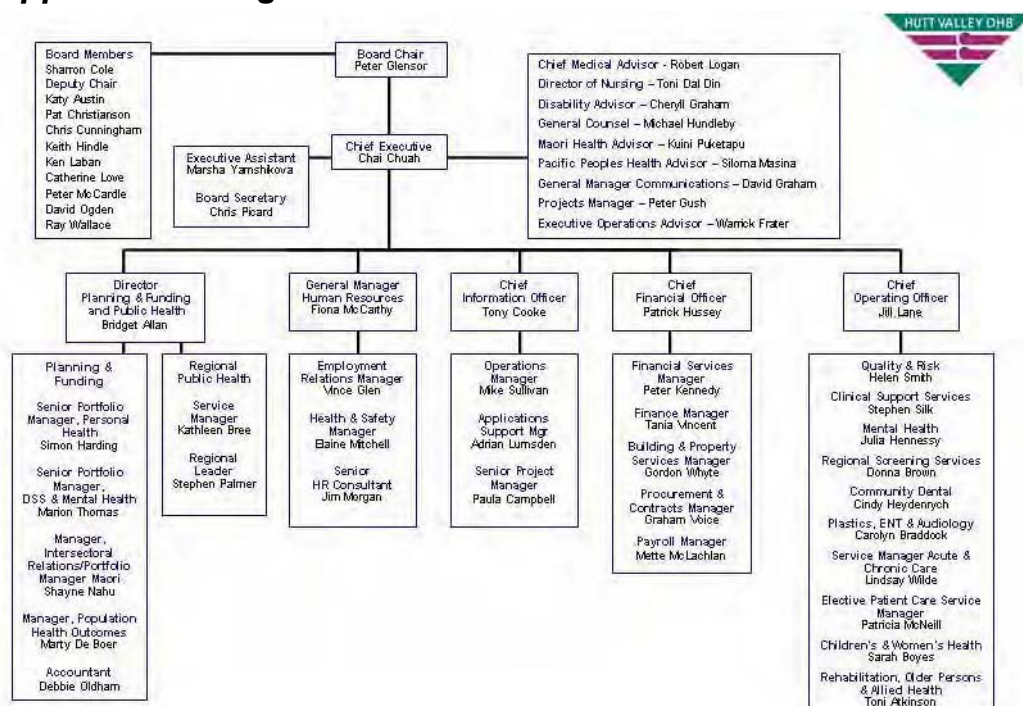 HUTT VALLEY DHB
Board Members
Sharron Cole
Deputy Chair
Katy Austin
Pat Christianson
Chris Cunningham
Keith Hindle
Ken Laban
Catherine Love
Peter McCardle
David Ogden
Ray Wallace
Board Chair
Peter Glensor
Chief Executive
Chai Chuah
Executive Assistant
Marsha Yamshikova
Board Secretary
Chris Picard
Chief Medical Advisor - Robert Logan
Director of Nursing – Toni Dal Din
Disability Advisor – Cheryll Graham
General Counsel – Michael Hundleby
Maori Health Advisor – Kuini Puketapu
Pacific Peoples Health Advisor – Siloma Masina
General Manager Communications – David Graham
Projects Manager – Peter Gush
Executive Operations Advisor – Warrick Frater
Director
Planning & Funding
and Public Health
Bridget Allan
General Manager
Human Resources
Fiona McCarthy
Chief
Information Officer
Tony Cooke
Chief
Financial Officer
Patrick Hussey
Chief
Operating Officer
Jill Lane
Planning &
Funding
Senior Portfolio
Manager, Personal
Health
Simon Harding
Senior Portfolio
Manager,
DSS & Mental Health
Marion Thomas
Manager,
Intersectoral
Relations/Portfolio
Manager Maori
Shayne Nahu
Manager, Population
Health Outcomes
Marty De Boer
Accountant
Debbie Oldham
Regional
Public Health
Service
Manager
Kathleen Bree
Regional
Leader
Stephen Palmer
Employment
Relations Manager
Vince Glen
Health & Safety
Manager
Elaine Mitchell
Senior
HR Consultant
Jim Morgan
Operations
Manager
Mike Sullivan
Applications
Support Mgr
Adrian Lumsden
Senior Project
Manager
Paula Campbell
Financial Services
Manager
Peter Kennedy
Finance Manager
Tania Vincent
Building & Property
Services Manager
Gordon Whyte
Procurement &
Contracts Manager
Graham Voice
Payroll Manager
Mette McLachlan
Quality & Risk
Helen Smith
Clinical Support Services
Stephen Silk
Mental Health
Julia Hennessy
Regional Screening Services
Donna Brown
Community Dental
Cindy Heydenrych
Plastics, ENT & Audiology
Carolyn Braddock
Service Manager Acute &
Chronic Care
Lindsay Wilde
Elective Patient Care Service
Manager
Patricia McNeill
Children's & Women's Health
Sarah Boyes
Rehabilitation, Older Persons
& Allied Health
Toni Atkinson